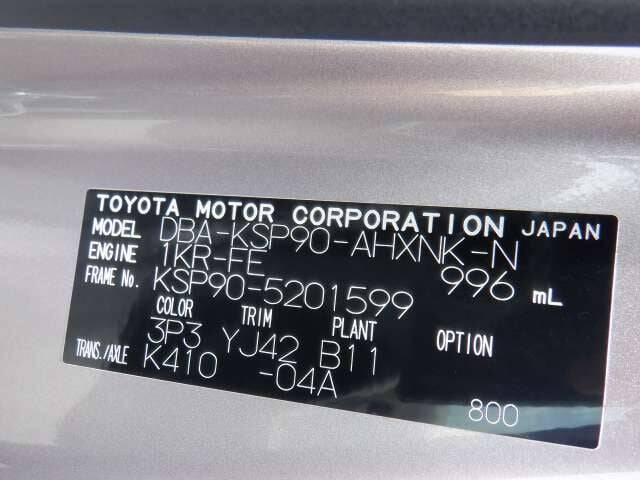 TOYOTA MOTOR CORPORATION JAPAN
MODEL DBA-KSP90-AHXNK-N
ENGINE 1KR-FE 996 mL
FRAME No. KSP90-5201599
COLOR TRIM PLANT OPTION
3P3 YJ42 B11
TRANS./AXLE K410 -04A
800